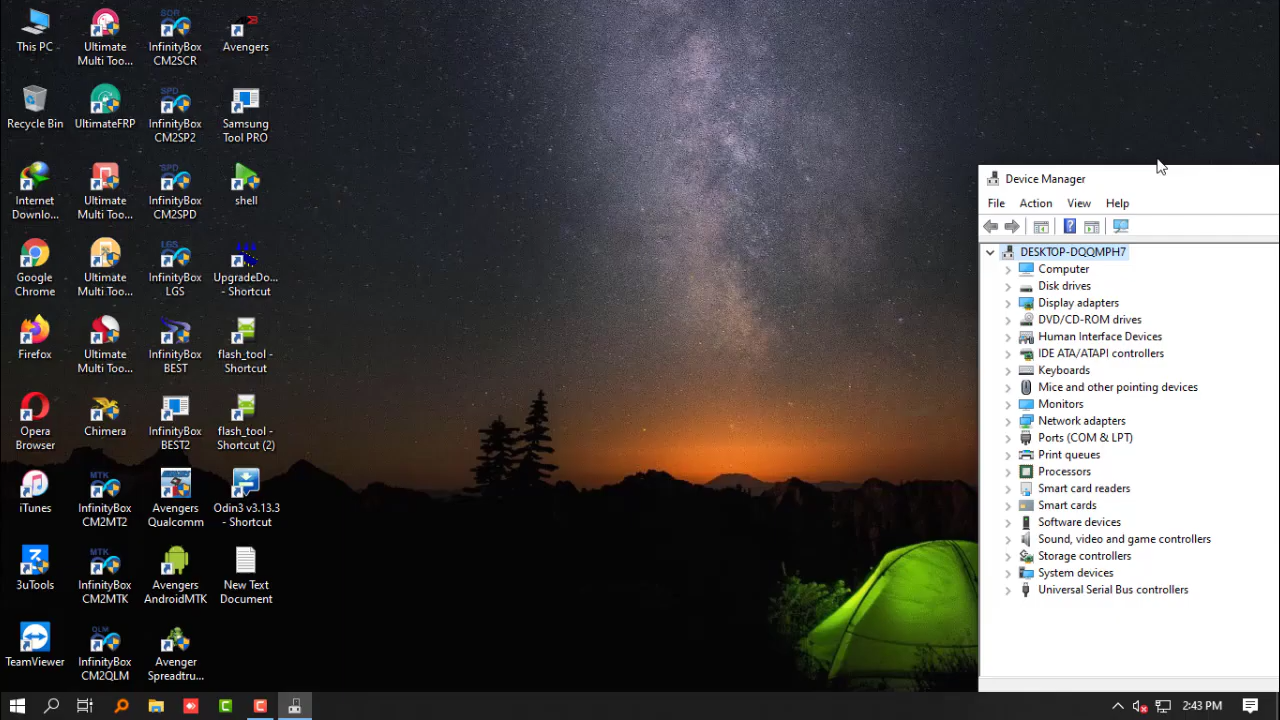 This PC
Ultimate
Multi Too...
InfinityBox
CM2SCR
Avengers
Recycle Bin
UltimateFRP
SPD
InfinityBox
CM2SP2
Samsung
Tool PRO
Internet
Downlo...
Ultimate
Multi Too...
SPD
InfinityBox
CM2SPD
shell
Google
Chrome
Ultimate
Multi Too...
LGS
InfinityBox
LGS
UpgradeDo...
- Shortcut
Firefox
Ultimate
Multi Too...
InfinityBox
BEST
flash_tool -
Shortcut
Opera
Browser
Chimera
InfinityBox
BEST2
flash_tool -
Shortcut (2)
iTunes
MTK
InfinityBox
CM2MT2
Avengers
Qualcomm
Odin3 v3.13.3
- Shortcut
3uTools
MTK
InfinityBox
CM2MTK
Avengers
AndroidMTK
New Text
Document
TeamViewer
QLM
InfinityBox
CM2QLM
Avenger
Spreadtru...
Device Manager
File Action View Help
DESKTOP-DQQMPH7
Computer
Disk drives
Display adapters
DVD/CD-ROM drives
Human Interface Devices
IDE ATA/ATAPI controllers
Keyboards
Mice and other pointing devices
Monitors
Network adapters
Ports (COM & LPT)
Print queues
Processors
Smart card readers
Smart cards
Software devices
Sound, video and game controllers
Storage controllers
System devices
Universal Serial Bus controllers
2:43 PM